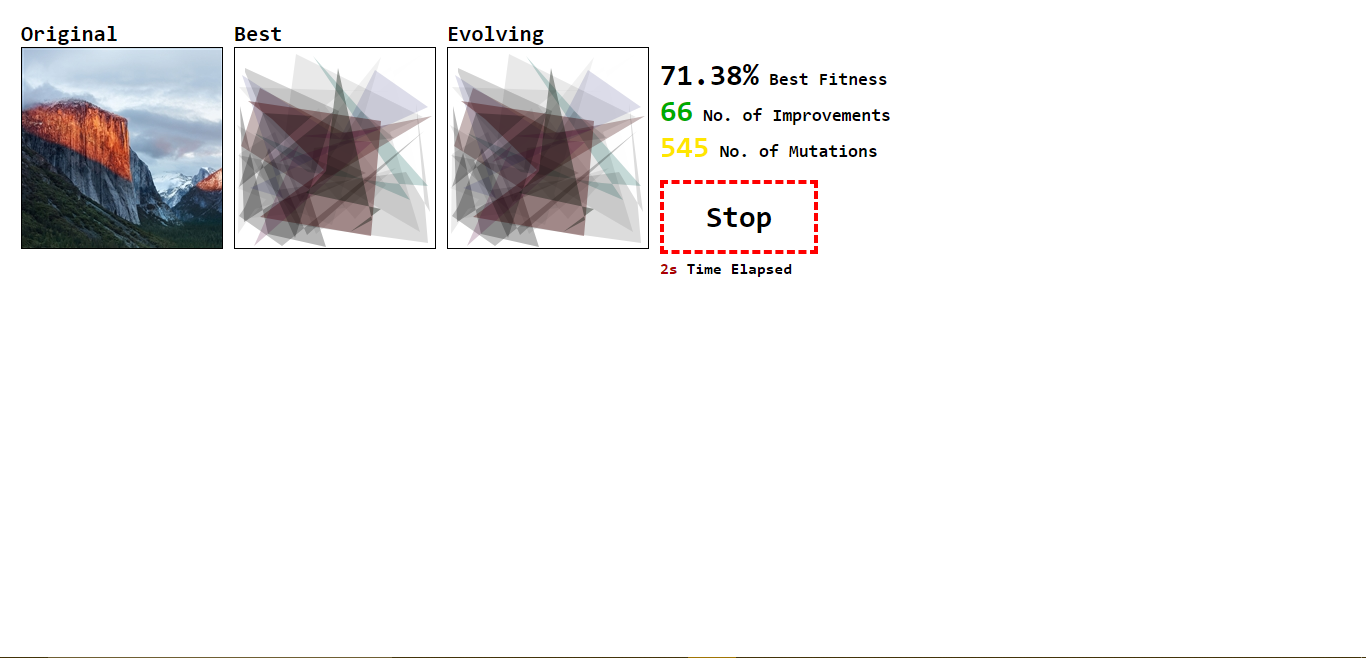 Original
Best
Evolving
71.38% Best Fitness
66 No. of Improvements
545 No. of Mutations
Stop
2s Time Elapsed